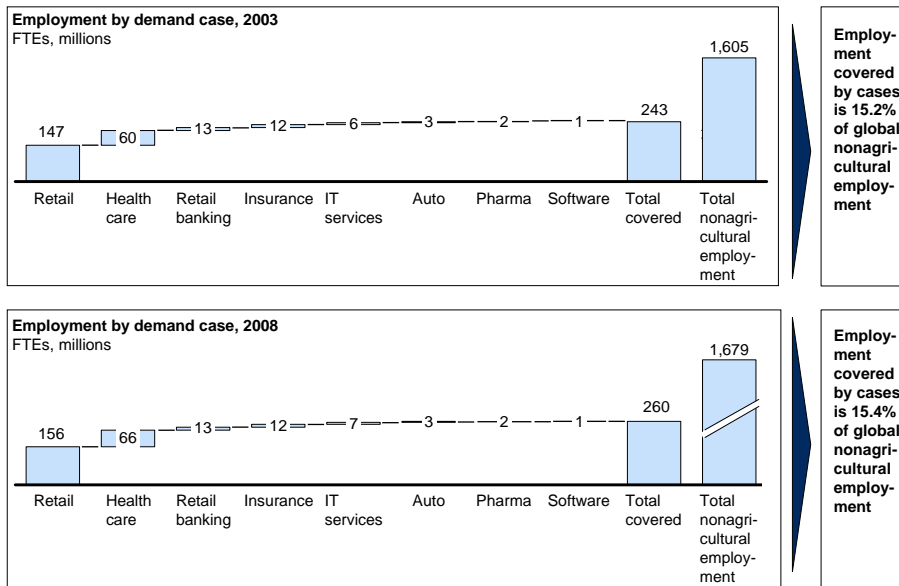 Employment by demand case, 2003
FTEs, millions
147
60
13
12
6
3
2
1
243
1,605
Retail
Health
care
Retail
banking
Insurance
IT
services
Auto
Pharma
Software
Total
covered
Total
nonagri-
cultural
employ-
ment
Employ-
ment
covered
by cases
is 15.2%
of global
nonagri-
cultural
employ-
ment
Employment by demand case, 2008
FTEs, millions
156
66
13
12
7
3
2
1
260
1,679
Retail
Health
care
Retail
banking
Insurance
IT
services
Auto
Pharma
Software
Total
covered
Total
nonagri-
cultural
employ-
ment
Employ-
ment
covered
by cases
is 15.4%
of global
nonagri-
cultural
employ-
ment